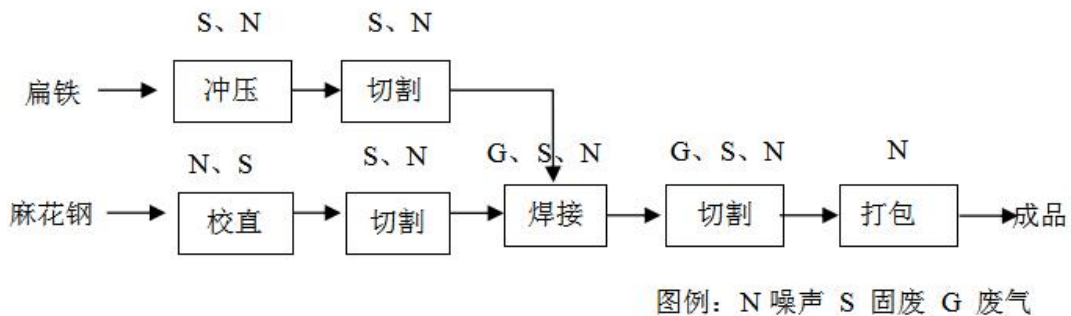 S、N S、N
扁铁 冲压 切割
N、S S、N G、S、N G、S、N N
麻花钢 校直 切割 焊接 切割 打包 成品
图例：N 噪声 S 固废 G 废气